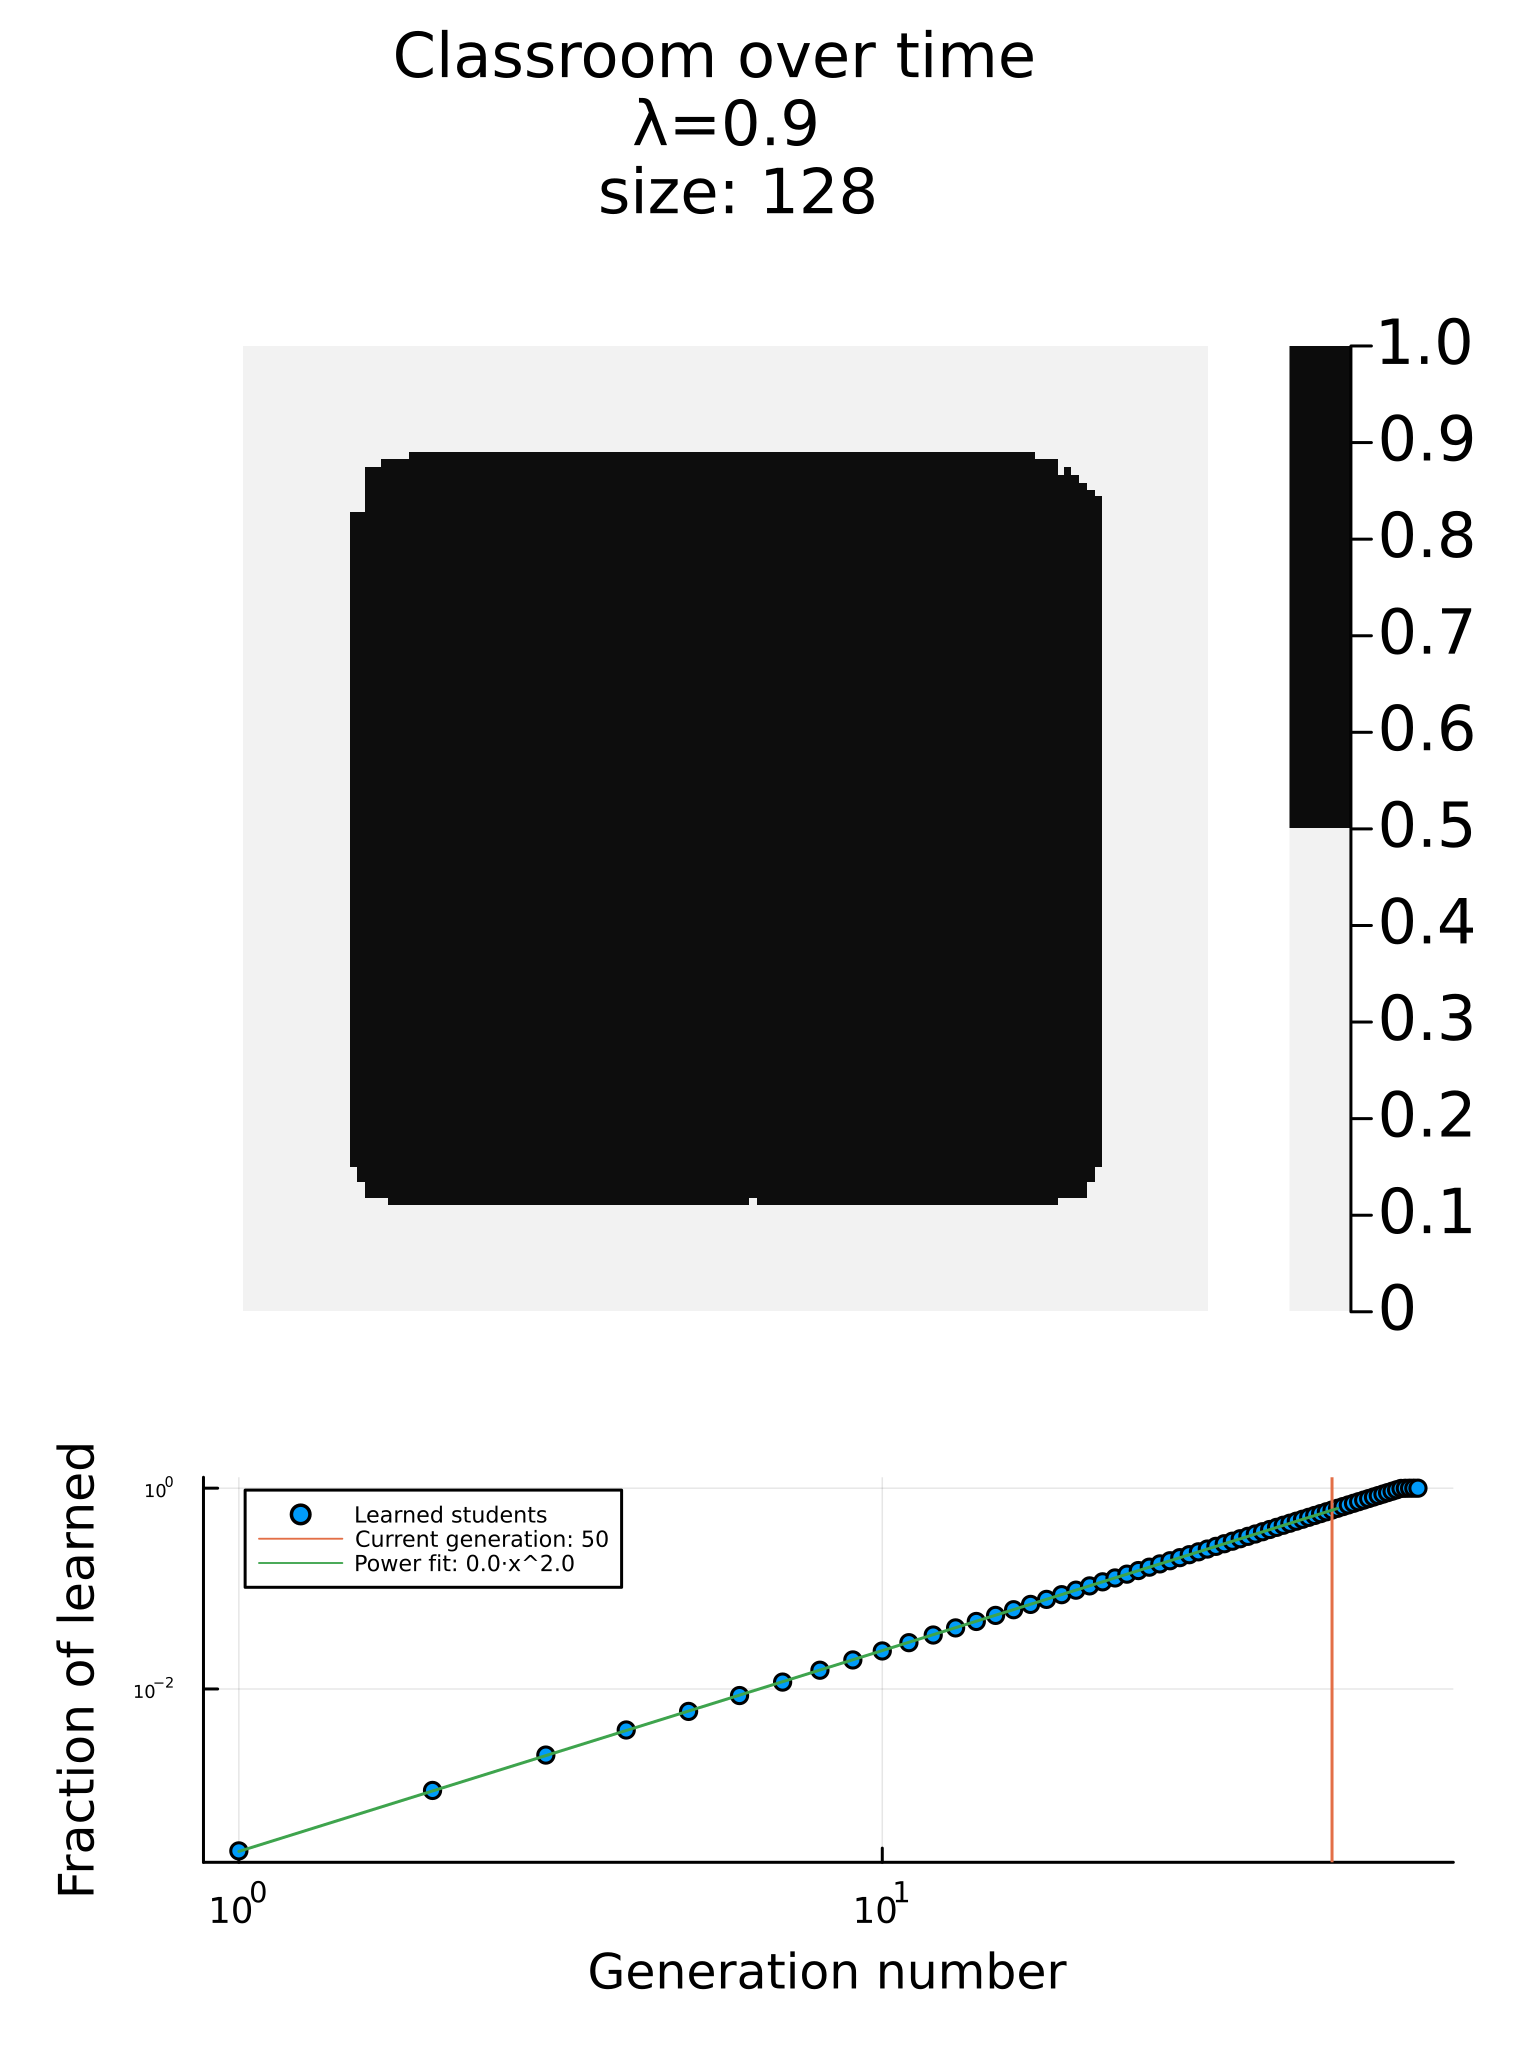 Classroom over time
λ=0.9
size: 128
1.0
0.9
0.8
0.7
0.6
0.5
0.4
0.3
0.2
0.1
0
Fraction of learned
10^0
10^−2
Learned students
Current generation: 50
Power fit: 0.0·x^2.0
10^0
10^1
Generation number